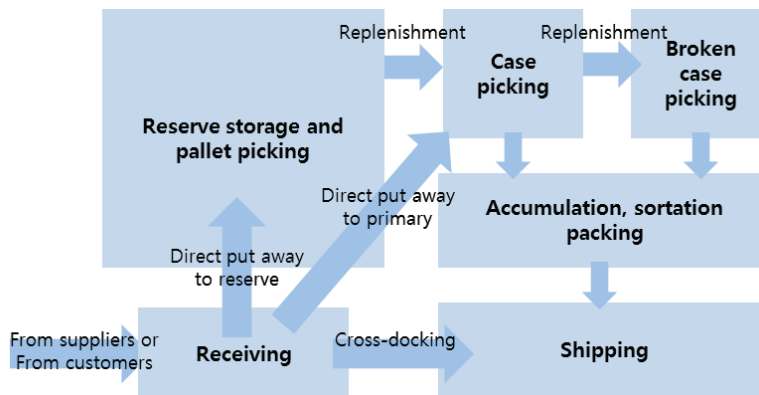 Replenishment
Replenishment
Case
picking
Broken
case
picking
Reserve storage and
pallet picking
Direct put away
to primary
Accumulation, sortation
packing
Direct put away
to reserve
From suppliers or
From customers
Receiving
Cross-docking
Shipping